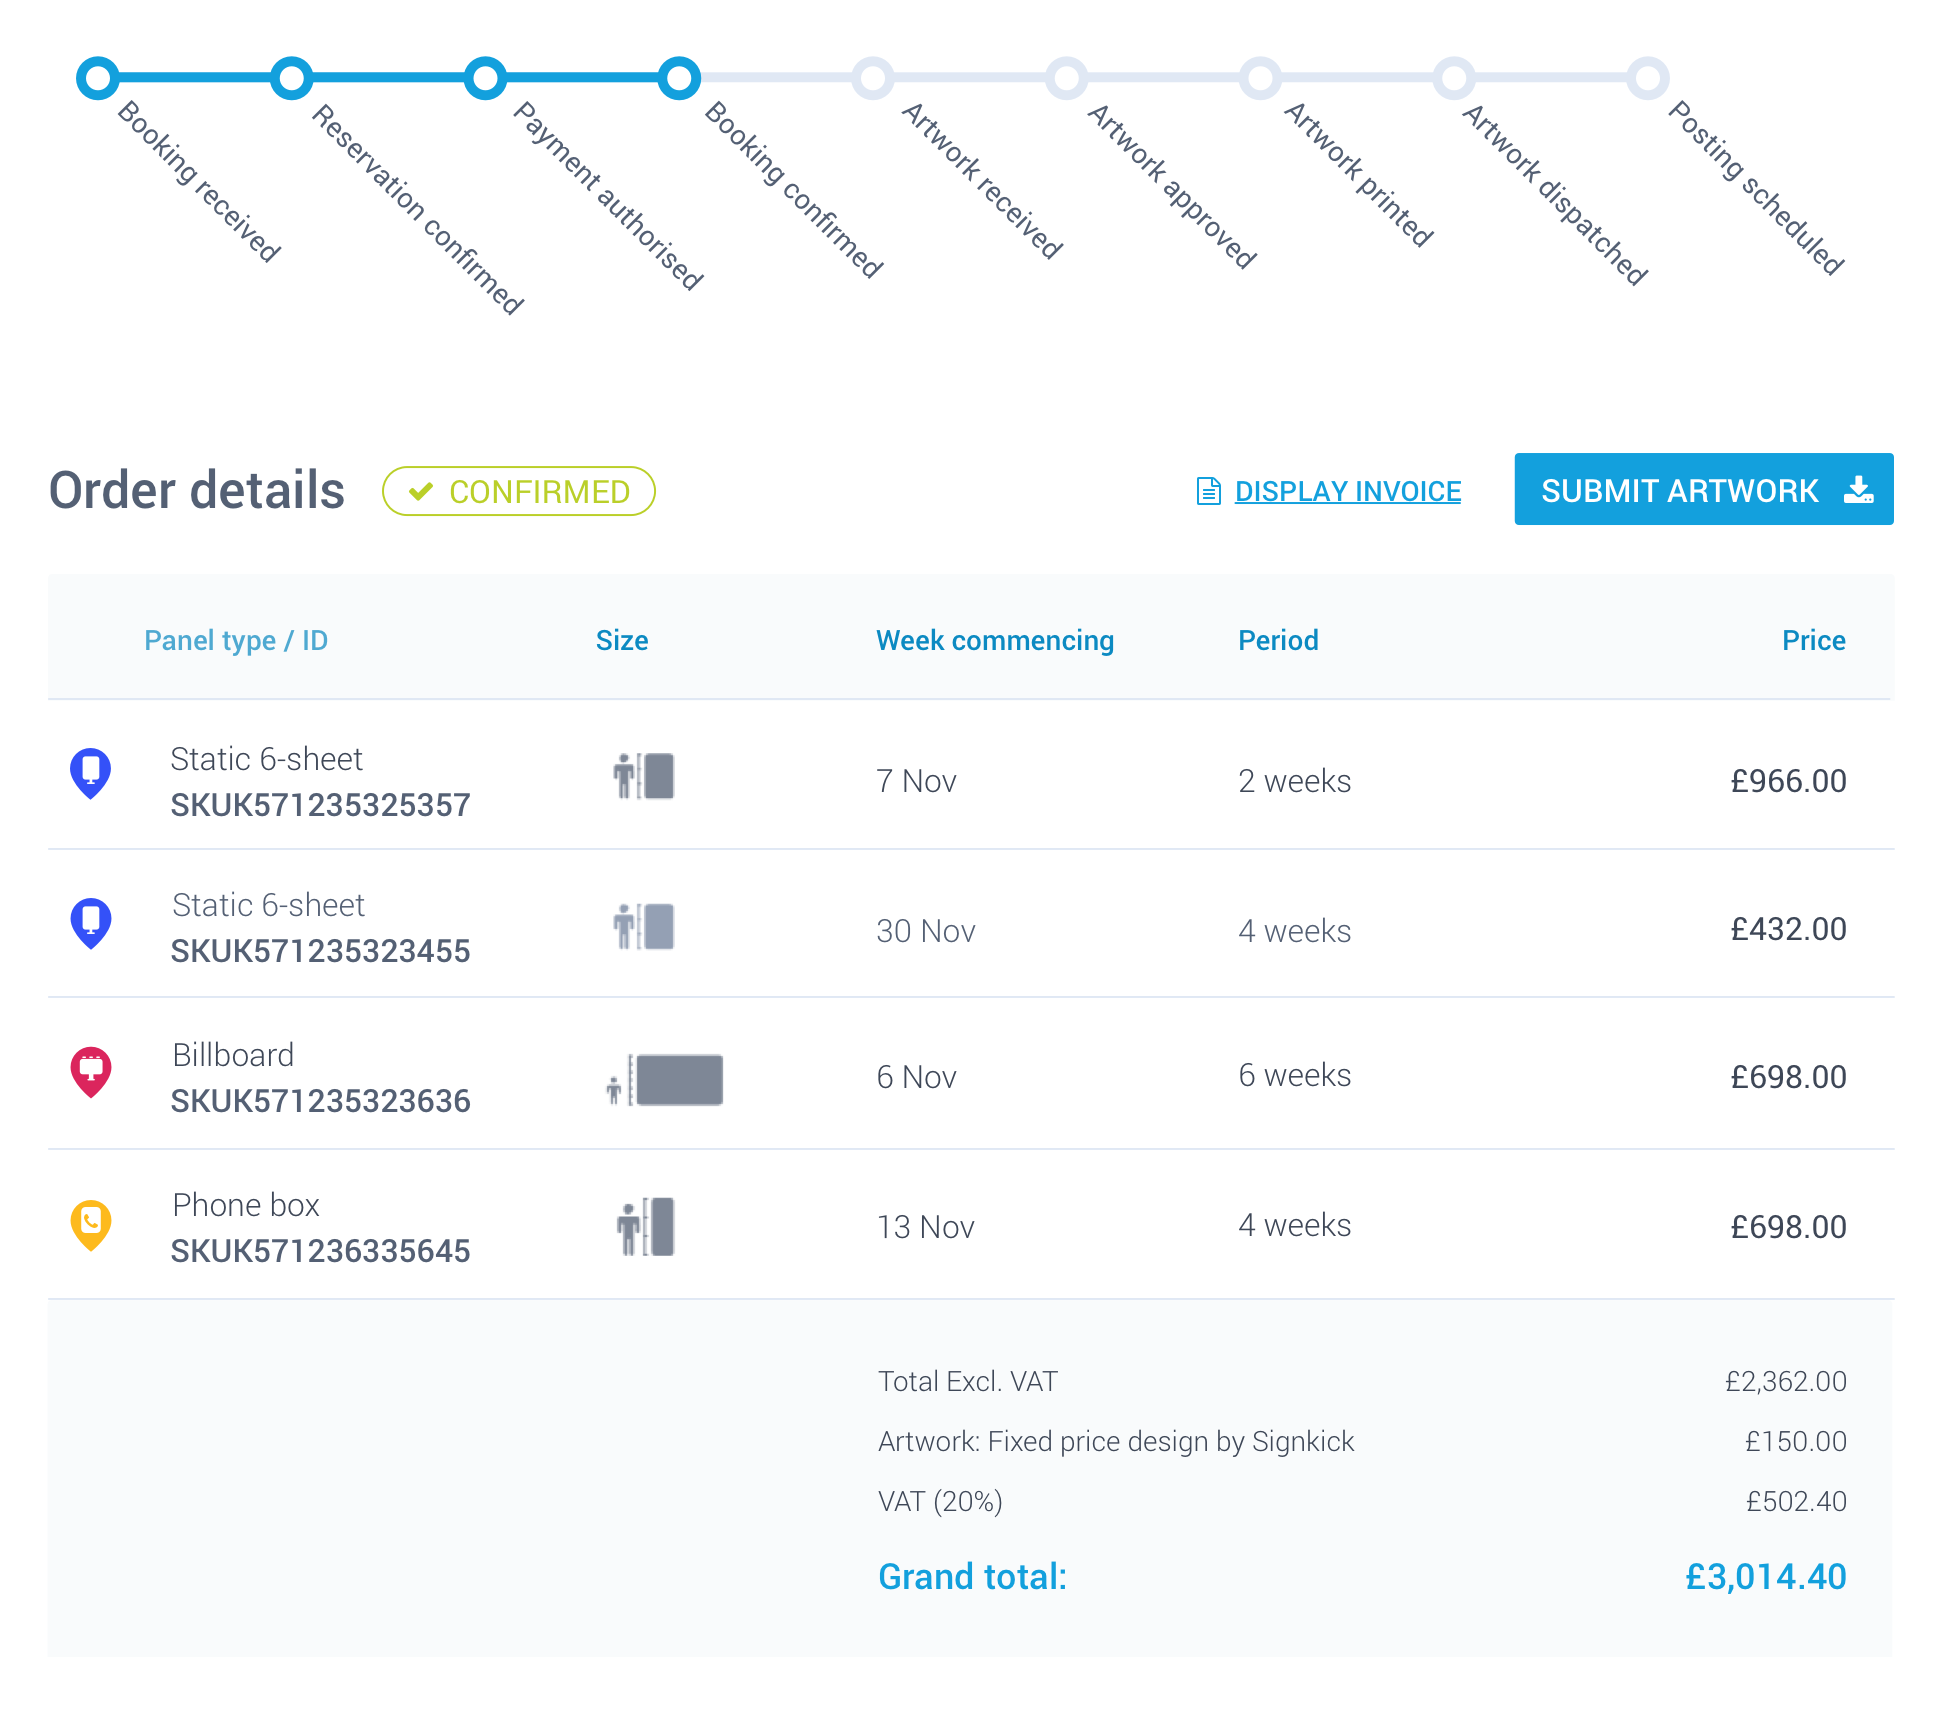 Booking received
Reservation confirmed
Payment authorised
Booking confirmed
Artwork received
Artwork approved
Artwork printed
Artwork dispatched
Posting scheduled
Order details CONFIRMED DISPLAY INVOICE SUBMIT ARTWORK
Panel type / ID Size Week commencing Period Price
Static 6-sheet
SKUK571235325357
7 Nov 2 weeks £966.00
Static 6-sheet
SKUK571235323455
30 Nov 4 weeks £432.00
Billboard
SKUK571235323636
6 Nov 6 weeks £698.00
Phone box
SKUK571236335645
13 Nov 4 weeks £698.00
Total Excl. VAT £2,362.00
Artwork: Fixed price design by Signkick £150.00
VAT (20%) £502.40
Grand total: £3,014.40